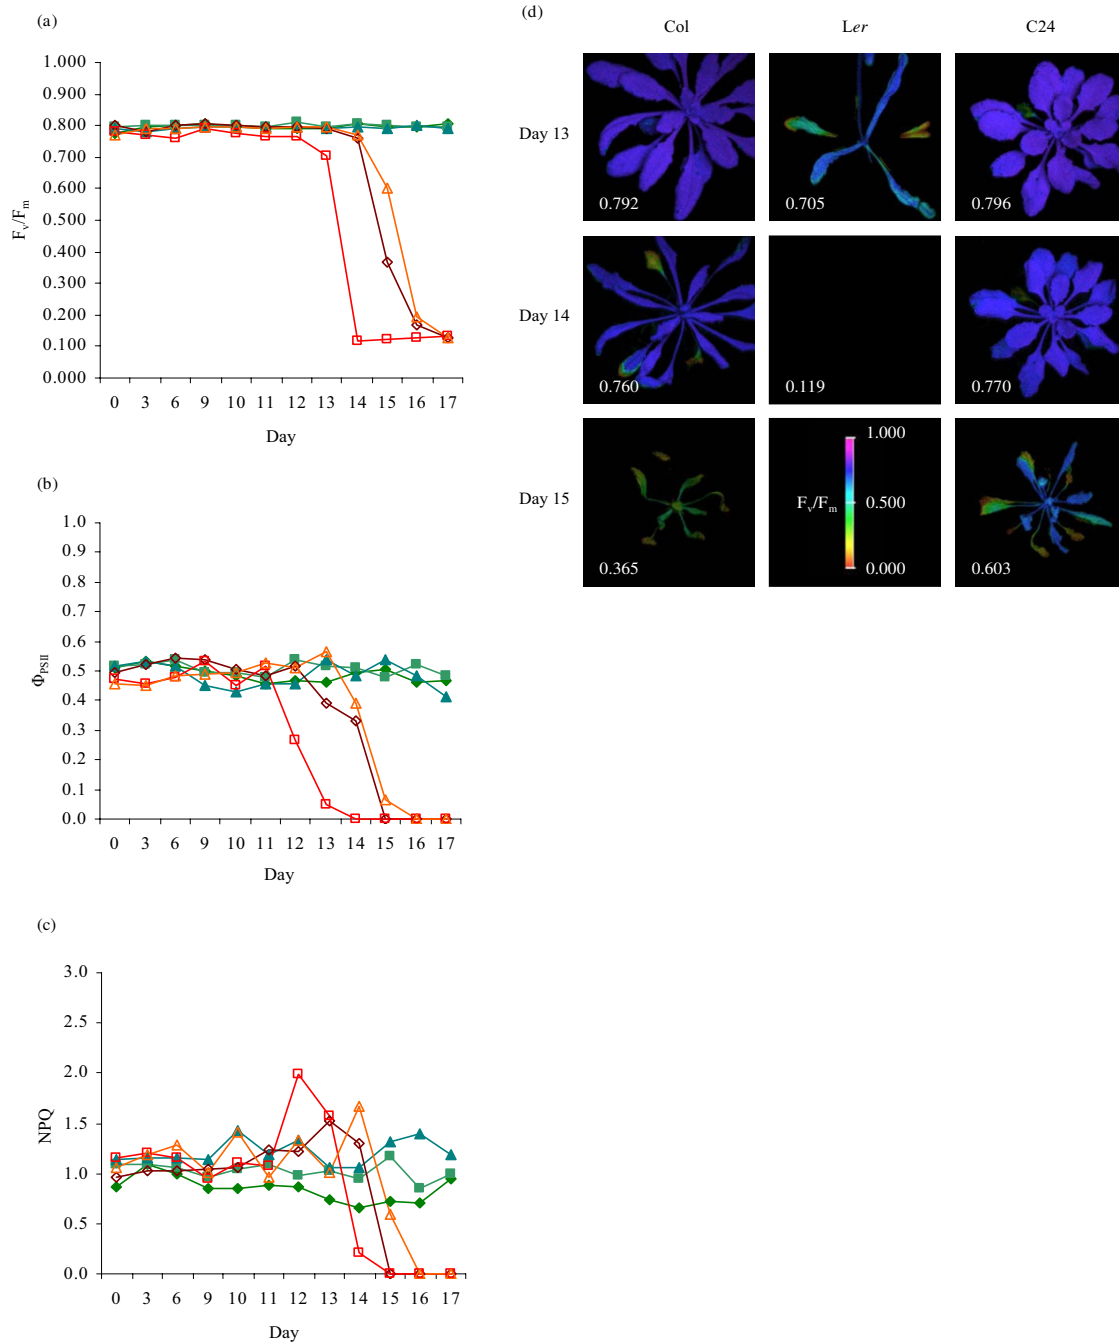 (a)
1.000
0.900
0.800
0.700
0.600
0.500
0.400
0.300
0.200
0.100
0.000
Fv/Fm
0 3 6 9 10 11 12 13 14 15 16 17
Day
(b)
1.0
0.9
0.8
0.7
0.6
0.5
0.4
0.3
0.2
0.1
0.0
ΦPSII
0 3 6 9 10 11 12 13 14 15 16 17
Day
(c)
3.0
2.5
2.0
1.5
1.0
0.5
0.0
NPQ
0 3 6 9 10 11 12 13 14 15 16 17
Day
(d)
Col Ler C24
Day 13
0.792 0.705 0.796
Day 14
0.760 0.119 0.770
Day 15
0.365
Fv/Fm
1.000
0.500
0.000
0.603